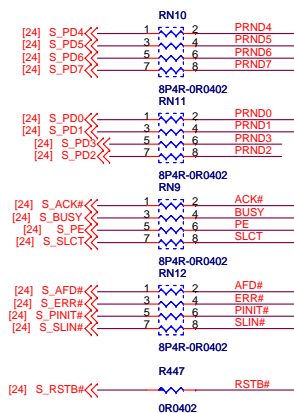 RN10
[24] S_PD4 1 2 PRND4
[24] S_PD5 3 4 PRND5
[24] S_PD6 5 6 PRND6
[24] S_PD7 7 8 PRND7
8P4R-0R0402
RN11
[24] S_PD0 1 2 PRND0
[24] S_PD1 3 4 PRND1
[24] S_PD3 5 6 PRND3
[24] S_PD2 7 8 PRND2
8P4R-0R0402
RN9
[24] S_ACK# 1 2 ACK#
[24] S_BUSY 3 4 BUSY
[24] S_PE 5 6 PE
[24] S_SLCT 7 8 SLCT
8P4R-0R0402
RN12
[24] S_AFD# 1 2 AFD#
[24] S_ERR# 3 4 ERR#
[24] S_PINIT# 5 6 PINIT#
[24] S_SLIN# 7 8 SLIN#
8P4R-0R0402
R447
[24] S_RSTB# RSTB#
0R0402